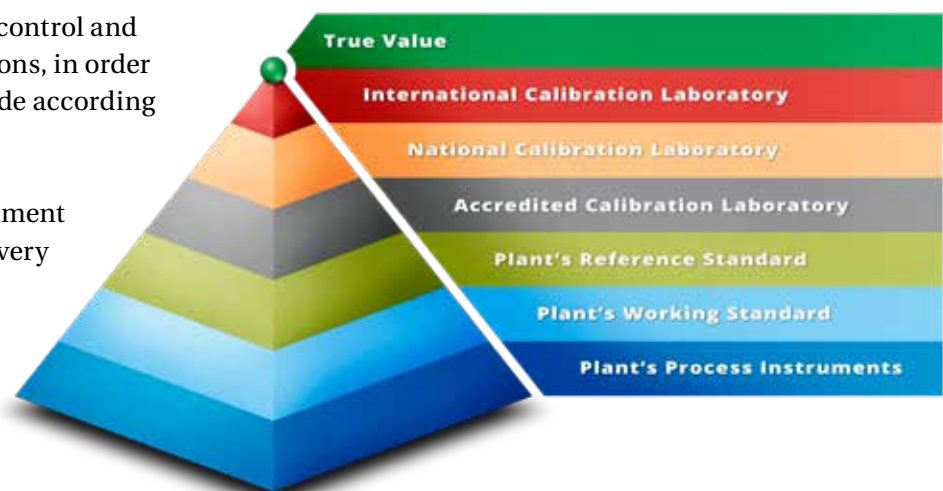 control and
ons, in order
de according
ment
very
True Value
International Calibration Laboratory
National Calibration Laboratory
Accredited Calibration Laboratory
Plant's Reference Standard
Plant's Working Standard
Plant's Process Instruments